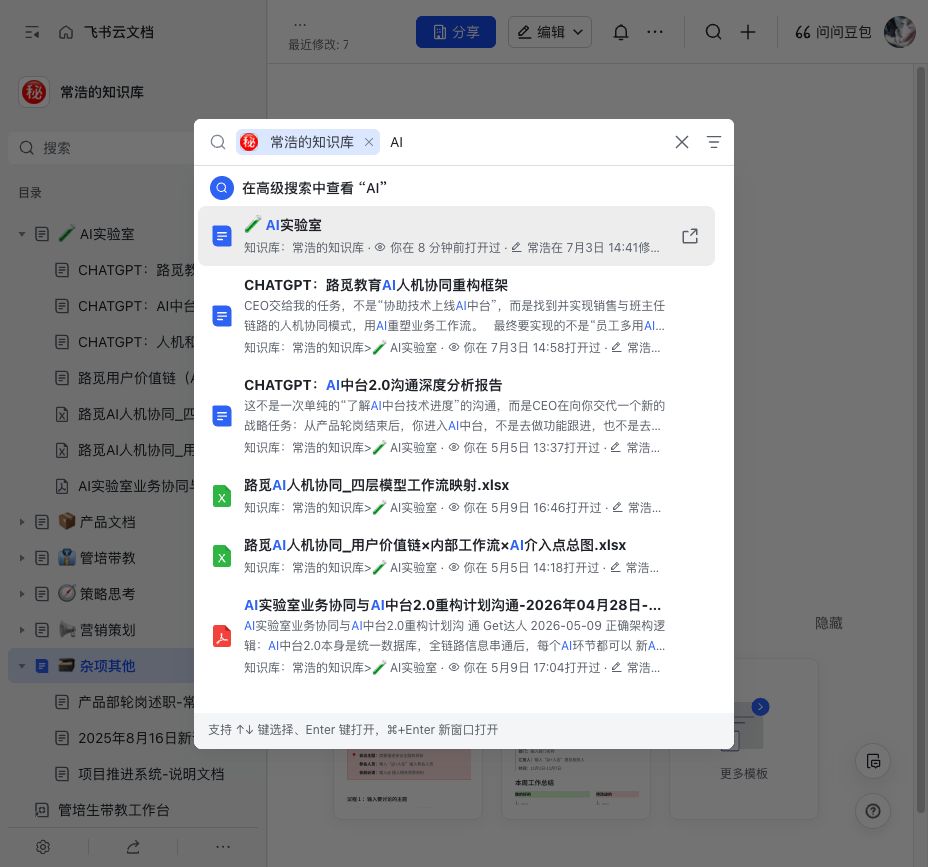 飞书云文档
...
最近修改: 7
分享
编辑
问问豆包
常浩的知识库
搜索
目录
AI实验室
CHATGPT：路觅教
CHATGPT：AI中台
CHATGPT：人机和
路觅用户价值链（A
路觅AI人机协同_四
路觅AI人机协同_用
AI实验室业务协同与
产品文档
管培带教
策略思考
营销策划
杂项其他
产品部轮岗述职-常
2025年8月16日新
项目推进系统-说明文档
管培生带教工作台
秘 常浩的知识库 × AI
在高级搜索中查看 “AI”
AI实验室
知识库：常浩的知识库 · 你在 8 分钟前打开过 · 常浩在 7月3日 14:41修...
CHATGPT：路觅教育AI人机协同重构框架
CEO交给我的任务，不是“协助技术上线AI中台”，而是找到并实现销售与班主任
链路的人机协同模式，用AI重塑业务工作流。 最终要实现的不是“员工多用AI...
知识库：常浩的知识库>AI实验室 · 你在 7月3日 14:58打开过 · 常浩...
CHATGPT：AI中台2.0沟通深度分析报告
这不是一次单纯的“了解AI中台技术进度”的沟通，而是CEO在向你交代一个新的
战略任务：从产品轮岗结束后，你进入AI中台，不是去做功能跟进，也不是去...
知识库：常浩的知识库>AI实验室 · 你在 5月5日 13:37打开过 · 常浩...
路觅AI人机协同_四层模型工作流映射.xlsx
知识库：常浩的知识库>AI实验室 · 你在 5月9日 16:46打开过 · 常浩...
路觅AI人机协同_用户价值链×内部工作流×AI介入点总图.xlsx
知识库：常浩的知识库>AI实验室 · 你在 5月5日 14:18打开过 · 常浩...
AI实验室业务协同与AI中台2.0重构计划沟通-2026年04月28日-...
AI实验室业务协同与AI中台2.0重构计划沟 通 Get达人 2026-05-09 正确架构逻
辑：AI中台2.0本身是统一数据库，全链路信息串通后，每个AI环节都可以 新A...
知识库：常浩的知识库>AI实验室 · 你在 5月9日 17:04打开过 · 常浩...
支持 ↑↓ 键选择、Enter 键打开，⌘+Enter 新窗口打开
隐藏
本周工作总结
更多模板